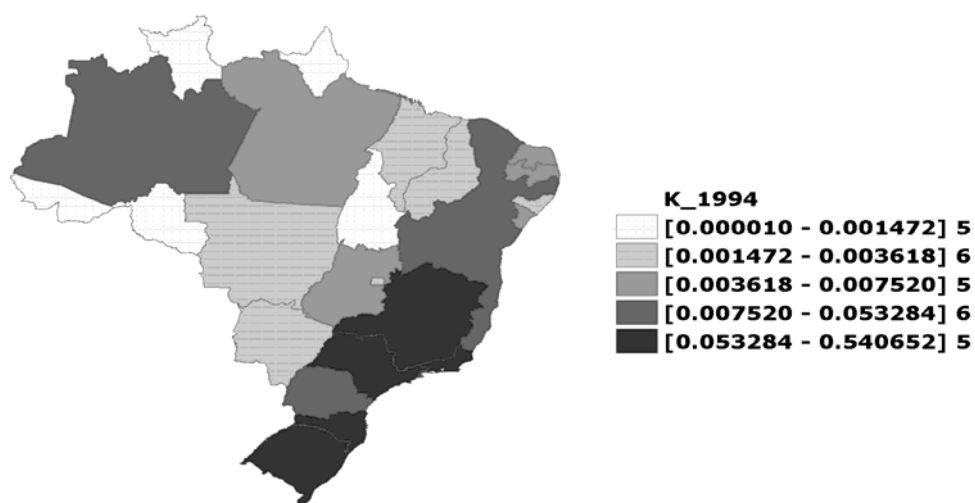 K_1994
[0.000010 - 0.001472] 5
[0.001472 - 0.003618] 6
[0.003618 - 0.007520] 5
[0.007520 - 0.053284] 6
[0.053284 - 0.540652] 5